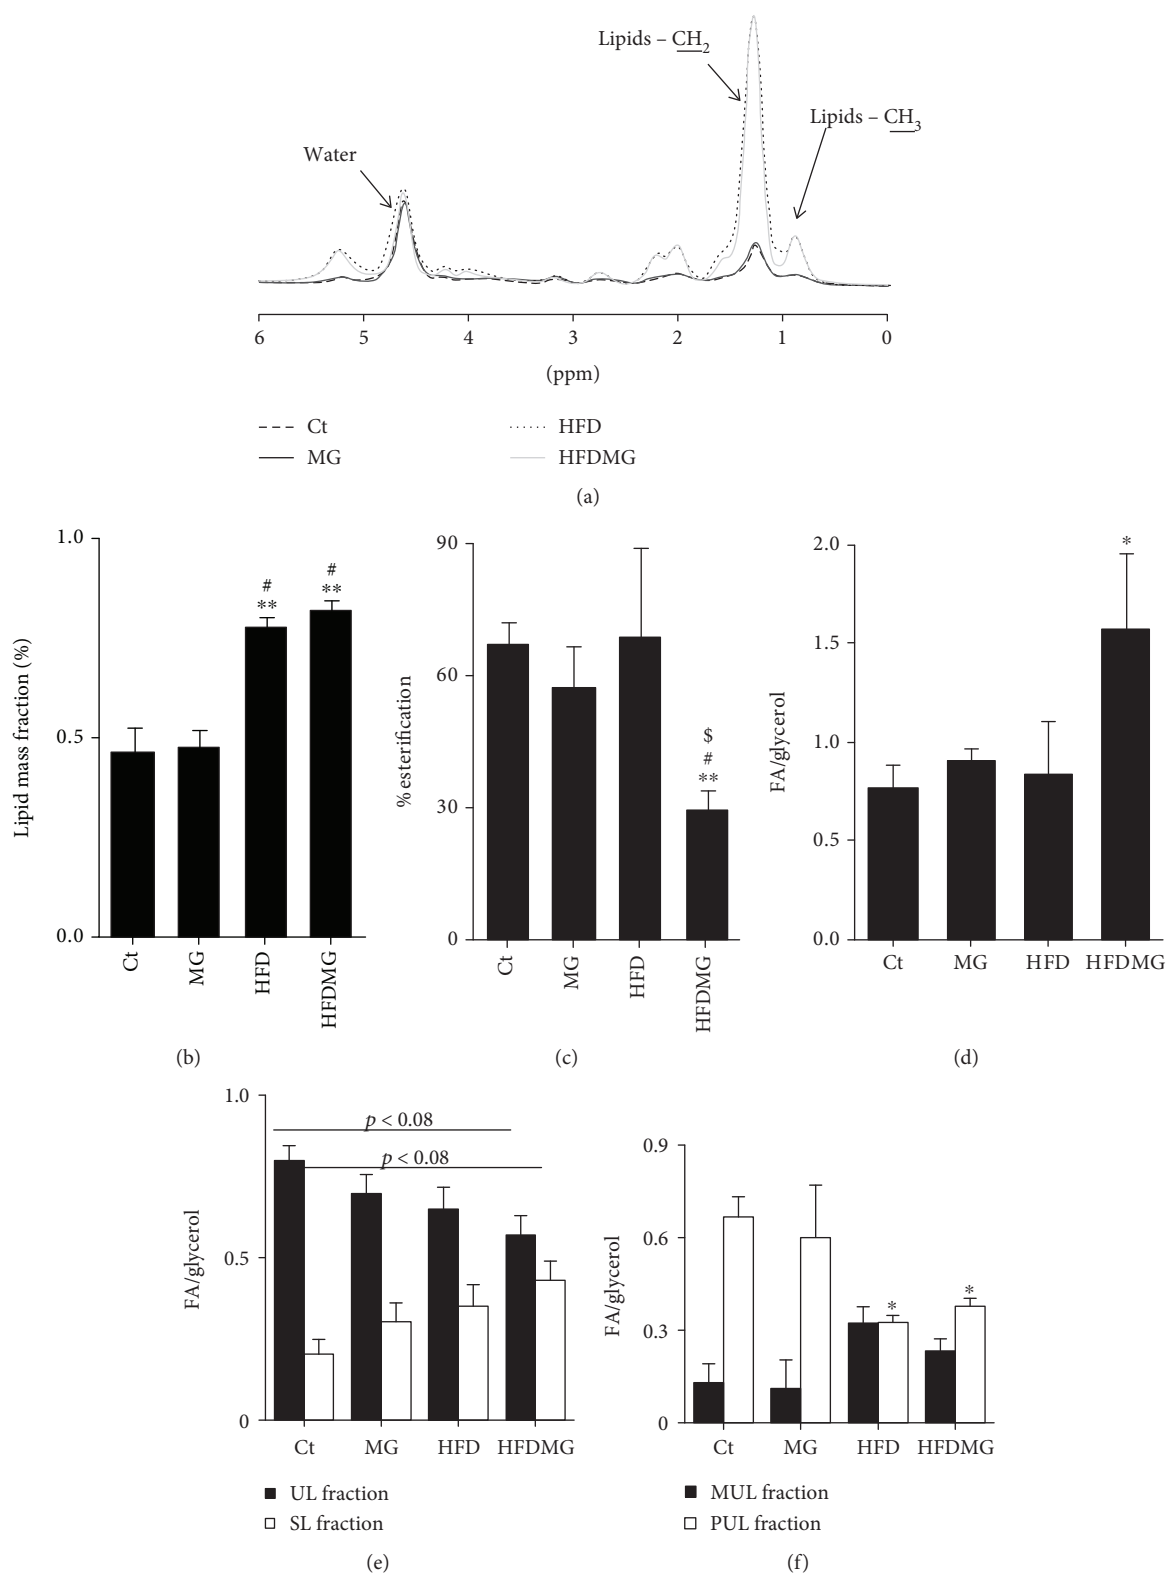 Lipids – CH2
Lipids – CH3
Water
6 5 4 3 2 1 0
(ppm)
Ct HFD
MG HFDMG
(a)
Lipid mass fraction (%)
1.0
0.5
0.0
# **
# **
Ct MG HFD HFDMG
(b)
% esterification
90
60
30
0
$ # **
Ct MG HFD HFDMG
(c)
FA/glycerol
2.0
1.5
1.0
0.5
0.0
*
Ct MG HFD HFDMG
(d)
FA/glycerol
1.0
0.5
0
p < 0.08
p < 0.08
Ct MG HFD HFDMG
UL fraction
SL fraction
(e)
FA/glycerol
0.9
0.6
0.3
0
* *
Ct MG HFD HFDMG
MUL fraction
PUL fraction
(f)